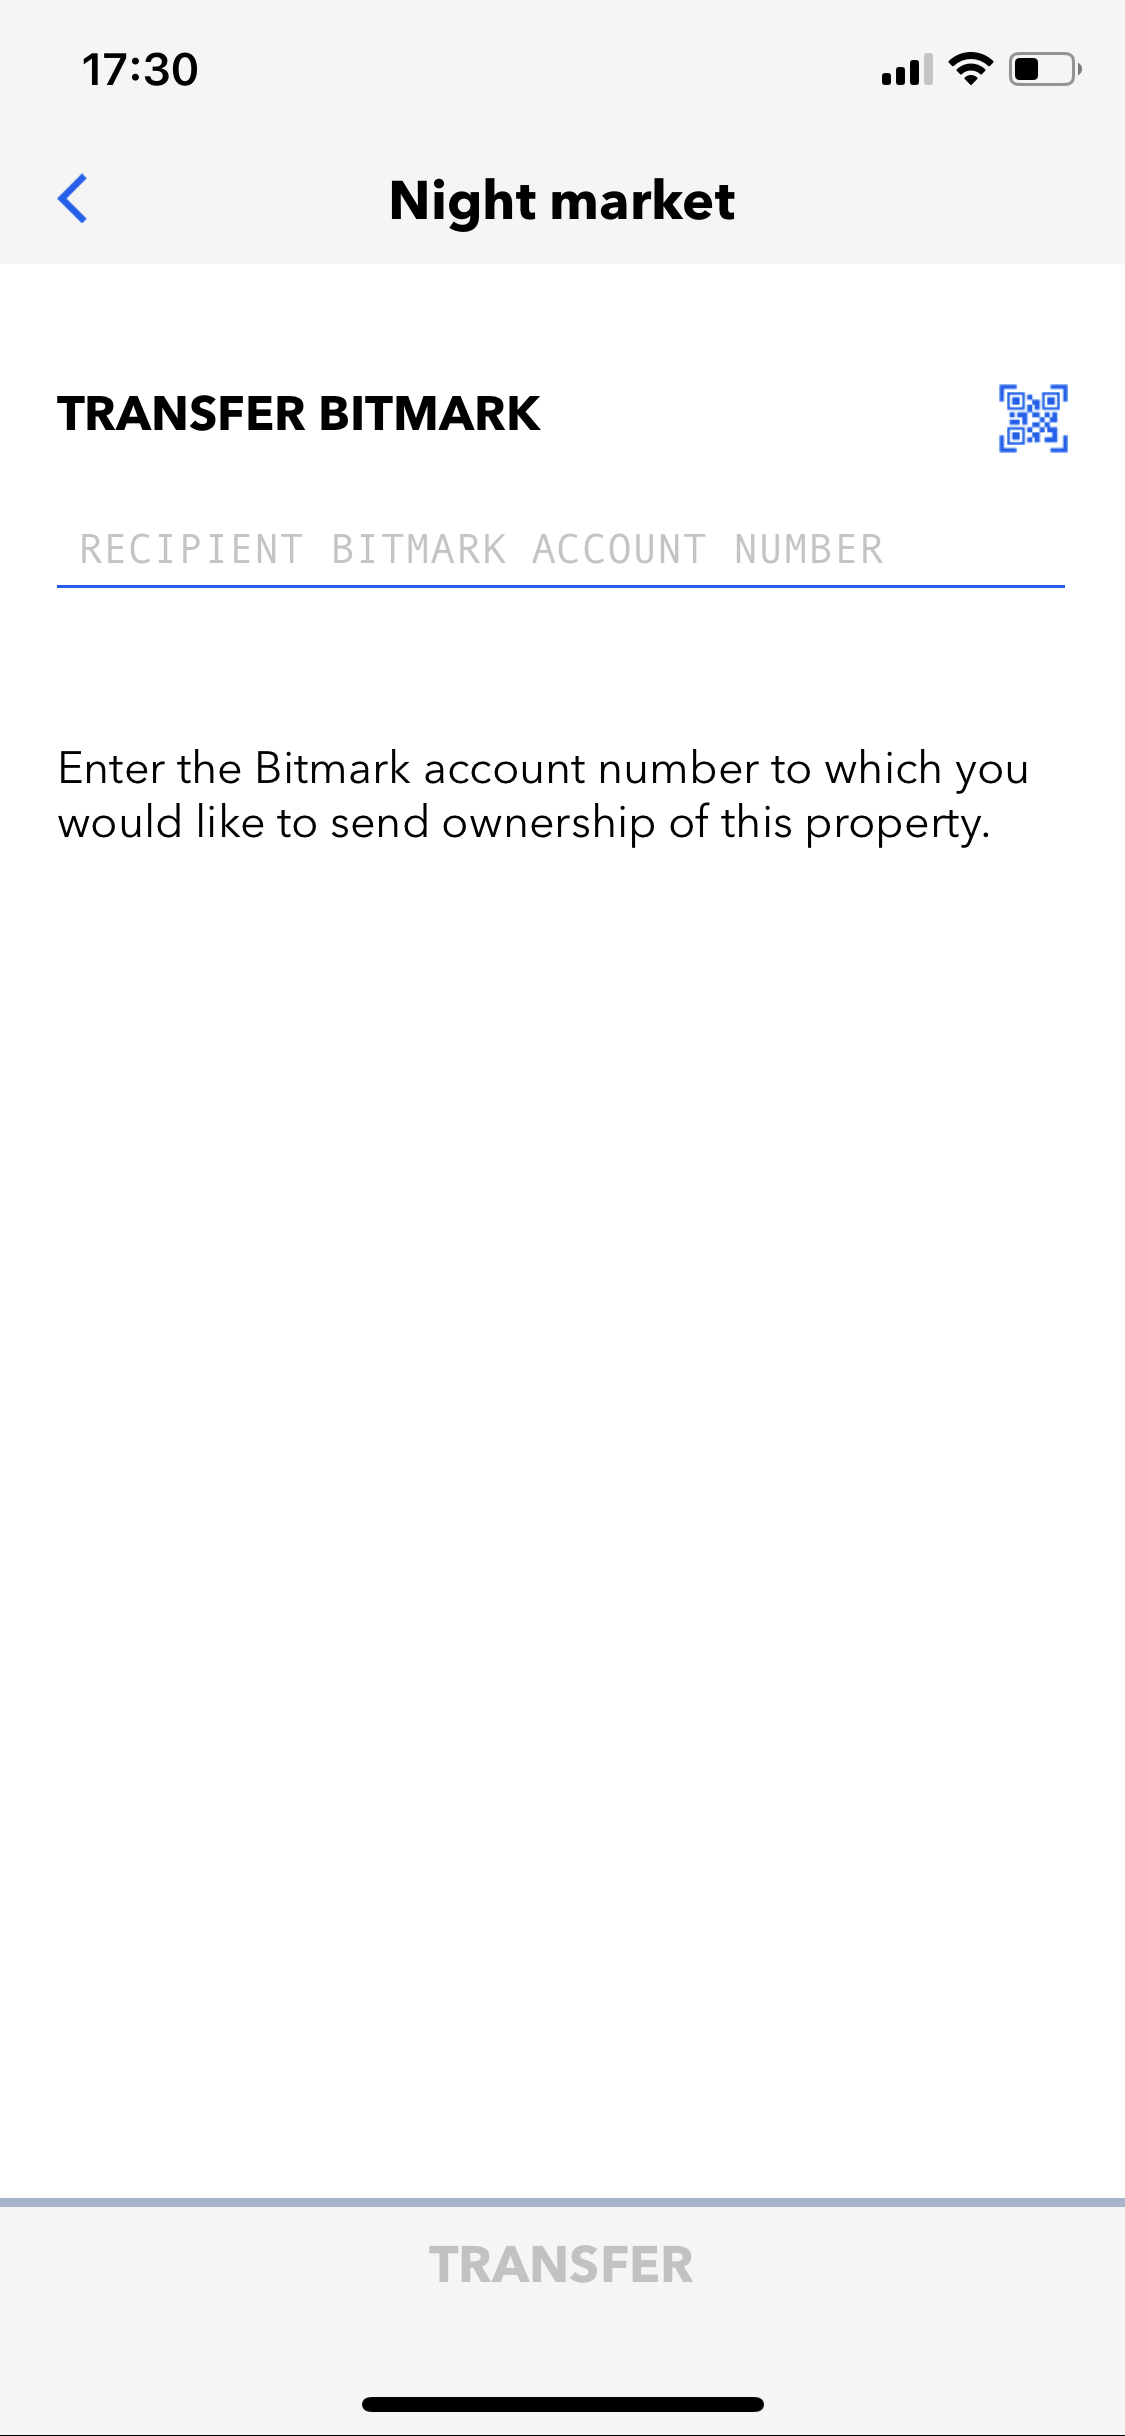 17:30
Night market
TRANSFER BITMARK
RECIPIENT BITMARK ACCOUNT NUMBER
Enter the Bitmark account number to which you
would like to send ownership of this property.
TRANSFER